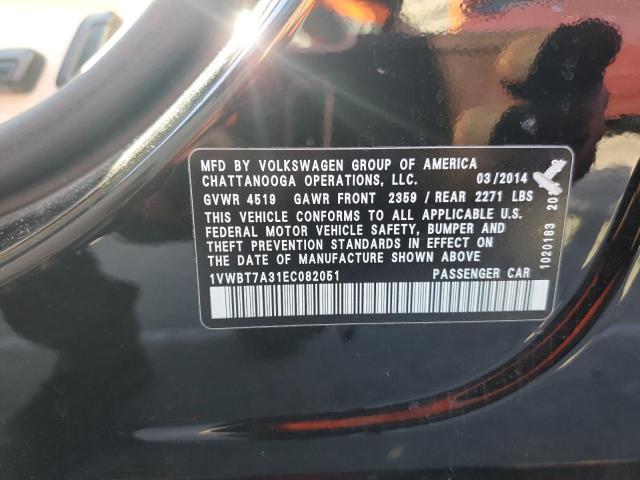 MFD BY VOLKSWAGEN GROUP OF AMERICA
CHATTANOOGA OPERATIONS, LLC. 03/2014
GVWR 4519 GAWR FRONT 2359 / REAR 2271 LBS
THIS VEHICLE CONFORMS TO ALL APPLICABLE U.S.
FEDERAL MOTOR VEHICLE SAFETY, BUMPER AND
THEFT PREVENTION STANDARDS IN EFFECT ON
THE DATE OF MANUFACTURE SHOWN ABOVE
1VWBT7A31EC082051 PASSENGER CAR
1020183